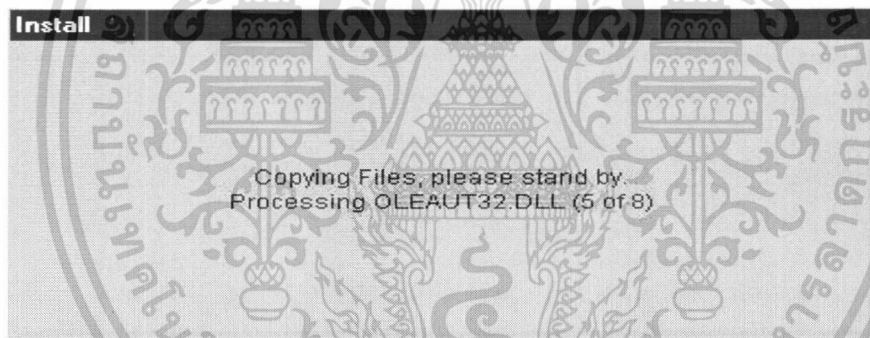 Install
Copying Files, please stand by.
Processing OLEAUT32.DLL (5 of 8)